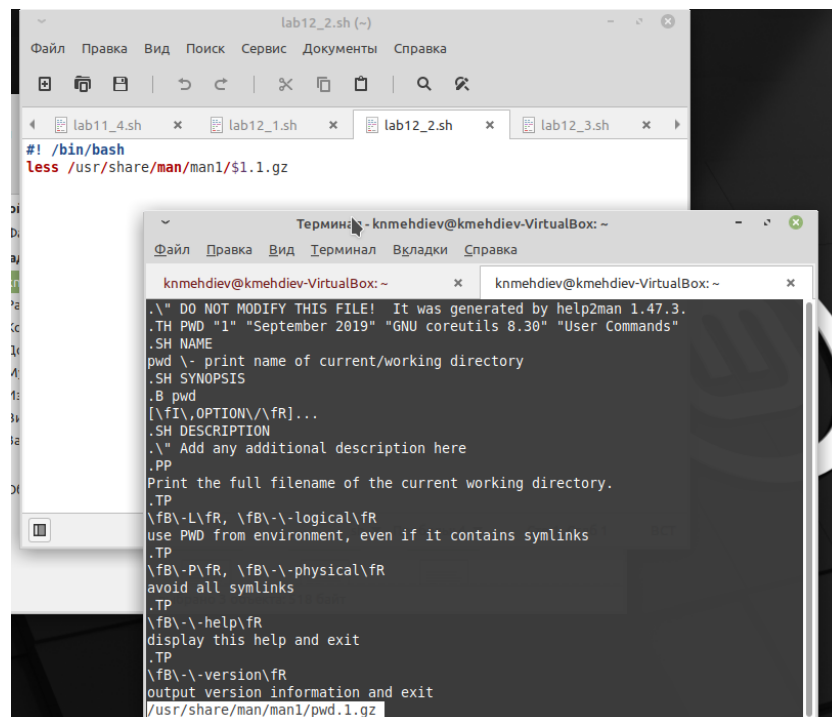 lab12_2.sh (~)
Файл Правка Вид Поиск Сервис Документы Справка
lab11_4.sh lab12_1.sh lab12_2.sh lab12_3.sh
#! /bin/bash
less /usr/share/man/man1/$1.1.gz
Терминал - knmehdiev@kmehdiev-VirtualBox: ~
Файл Правка Вид Терминал Вкладки Справка
knmehdiev@kmehdiev-VirtualBox: ~ knmehdiev@kmehdiev-VirtualBox: ~
.\" DO NOT MODIFY THIS FILE!  It was generated by help2man 1.47.3.
.TH PWD "1" "September 2019" "GNU coreutils 8.30" "User Commands"
.SH NAME
pwd \- print name of current/working directory
.SH SYNOPSIS
.B pwd
[\fI\,OPTION\/\fR]...
.SH DESCRIPTION
.\" Add any additional description here
.PP
Print the full filename of the current working directory.
.TP
\fB\-L\fR, \fB\-\-logical\fR
use PWD from environment, even if it contains symlinks
.TP
\fB\-P\fR, \fB\-\-physical\fR
avoid all symlinks
.TP
\fB\-\-help\fR
display this help and exit
.TP
\fB\-\-version\fR
output version information and exit
/usr/share/man/man1/pwd.1.gz